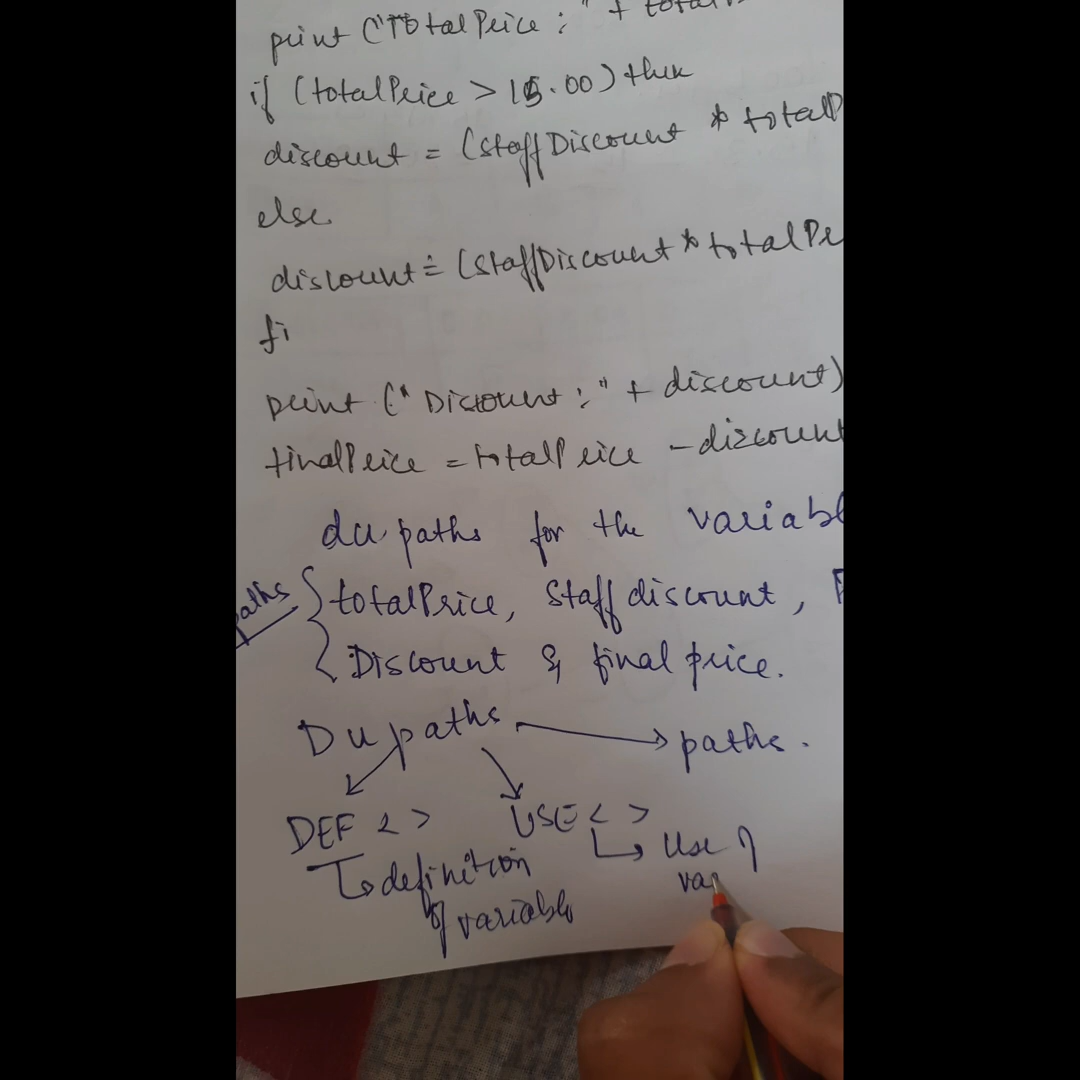 print ("Total Price : " + total
if (totalPrice > 15.00) then
discount = (staffDiscount * totalP
else
discount = (staffDiscount * totalPr
fi
print (" Discount : " + discount)
finalPrice = totalPrice - discount
du paths for the variabl
paths { totalPrice, Staff discount,
Discount & final price.
Du paths → paths.
DEF < > USE < >
↳ definition of variable
↳ Use of va